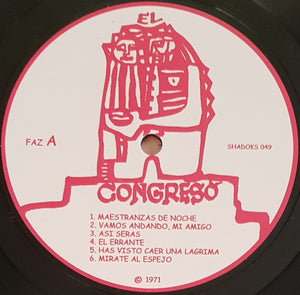 EL
FAZ A
SHADOKS 049
CONGRESO
1. MAESTRANZAS DE NOCHE
2. VAMOS ANDANDO, MI AMIGO
3. ASI SERAS
4. EL ERRANTE
5. HAS VISTO CAER UNA LAGRIMA
6. MIRATE AL ESPEJO
© 1971